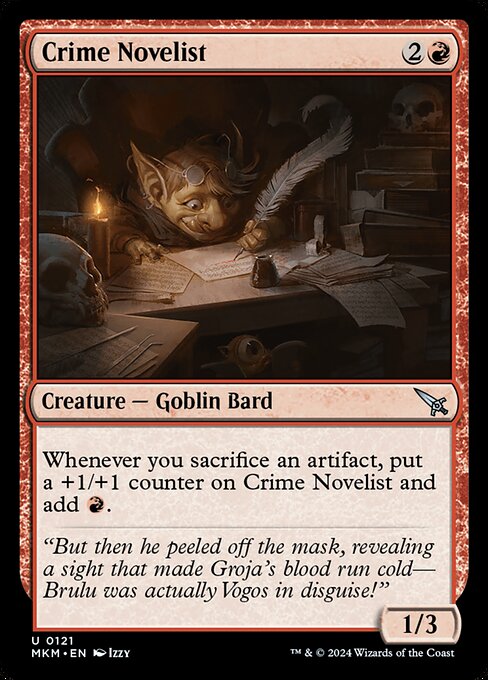 Crime Novelist 2
Creature — Goblin Bard
Whenever you sacrifice an artifact, put
a +1/+1 counter on Crime Novelist and
add .
“But then he peeled off the mask, revealing
a sight that made Groja’s blood run cold—
Brulu was actually Vogos in disguise!”
1/3
U 0121
MKM • EN Izzy
™ & © 2024 Wizards of the Coast